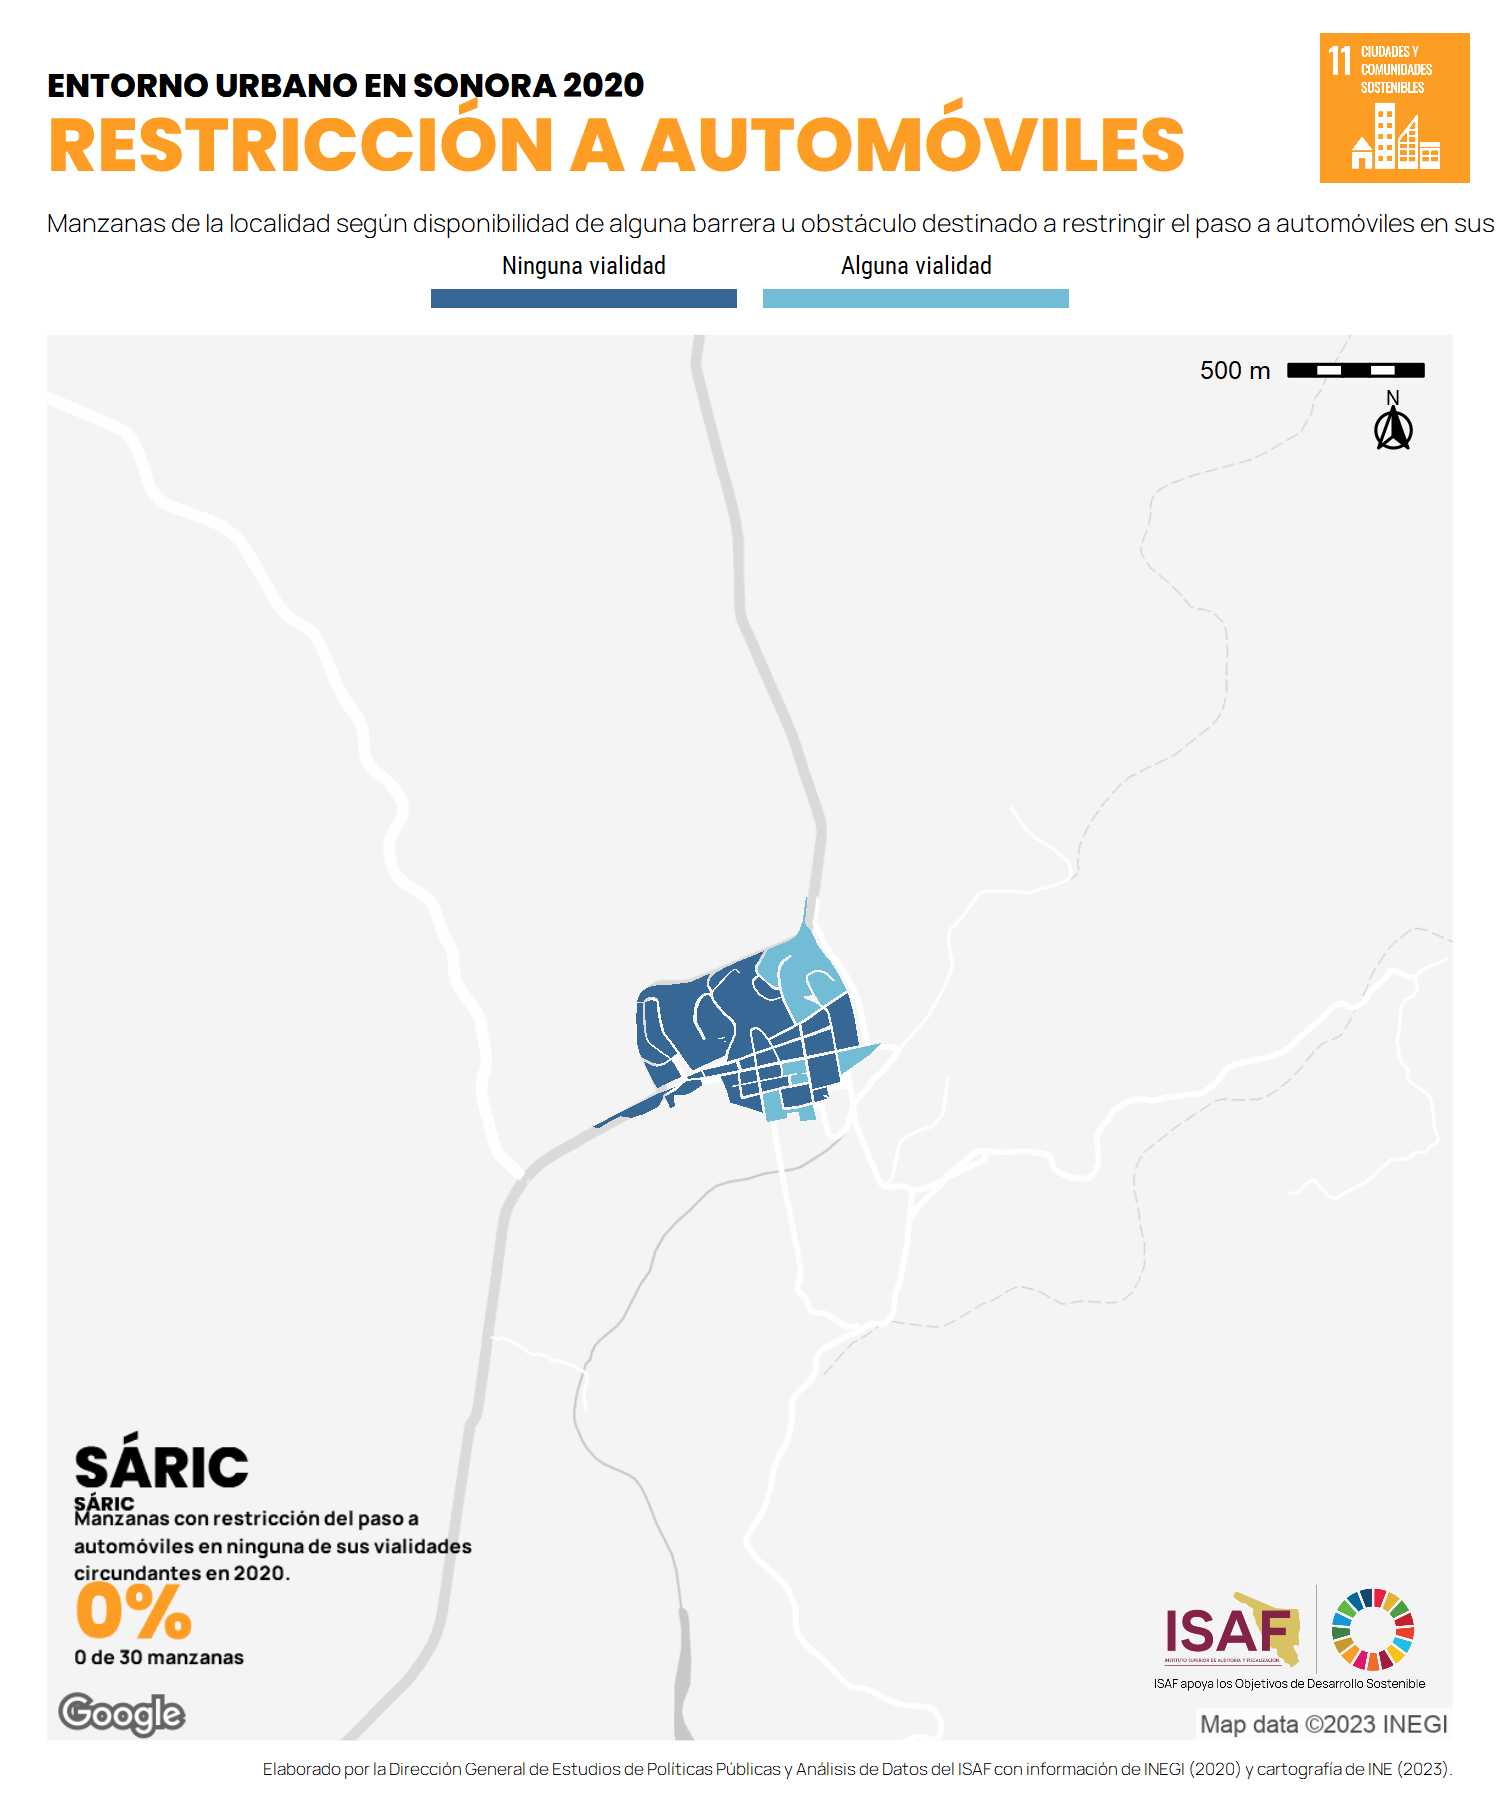 11 CIUDADES Y
COMUNIDADES
SOSTENIBLES
ENTORNO URBANO EN SONORA 2020
RESTRICCIÓN A AUTOMÓVILES
Manzanas de la localidad según disponibilidad de alguna barrera u obstáculo destinado a restringir el paso a automóviles en sus
Ninguna vialidad Alguna vialidad
500 m
N
SÁRIC
SÁRIC
Manzanas con restricción del paso a
automóviles en ninguna de sus vialidades
circundantes en 2020.
0%
0 de 30 manzanas
ISAF
INSTITUTO SUPERIOR DE AUDITORÍA Y FISCALIZACIÓN
ISAF apoya los Objetivos de Desarrollo Sostenible
Google
Map data ©2023 INEGI
Elaborado por la Dirección General de Estudios de Políticas Públicas y Análisis de Datos del ISAF con información de INEGI (2020) y cartografía de INE (2023).